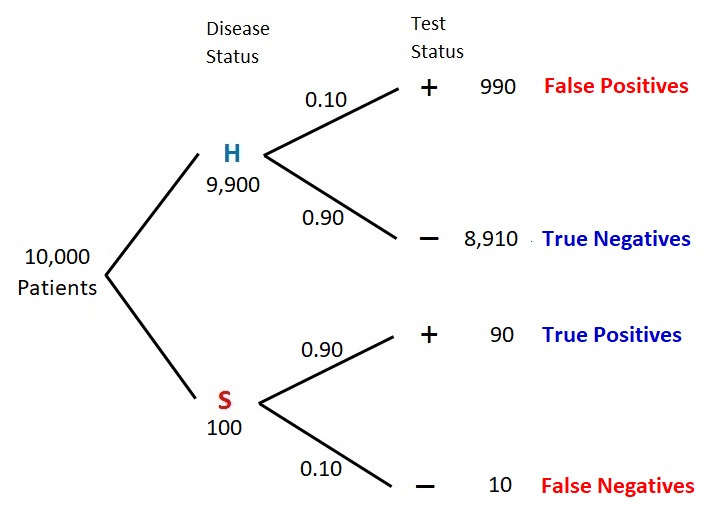 Disease
Status
Test
Status
0.10
+ 990 False Positives
H
9,900
0.90
− 8,910 True Negatives
10,000
Patients
0.90
+ 90 True Positives
S
100
0.10
− 10 False Negatives